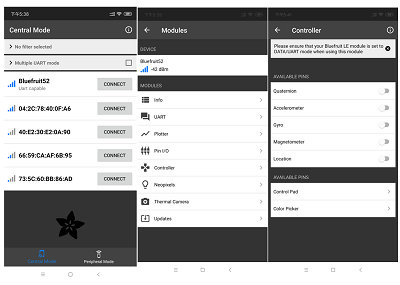 下午5:38
Central Mode
No filter selected
Multiple UART mode
Bluefruit52
Uart capable
CONNECT
04:2C:78:40:0F:A6
CONNECT
40:E2:30:E2:0A:90
CONNECT
66:59:CA:AF:6B:95
CONNECT
73:5C:60:BB:86:AD
CONNECT
Central Mode
Peripheral Mode
Modules
DEVICE
Bluefruit52
-42 dBm
MODULES
Info
UART
Plotter
Pin I/O
Controller
Neopixels
Thermal Camera
Updates
Controller
Please ensure that your Bluefruit LE module is set to
DATA/UART mode when using this module
AVAILABLE PINS
Quaternion
Accelerometer
Gyro
Magnetometer
Location
AVAILABLE PINS
Control Pad
Color Picker